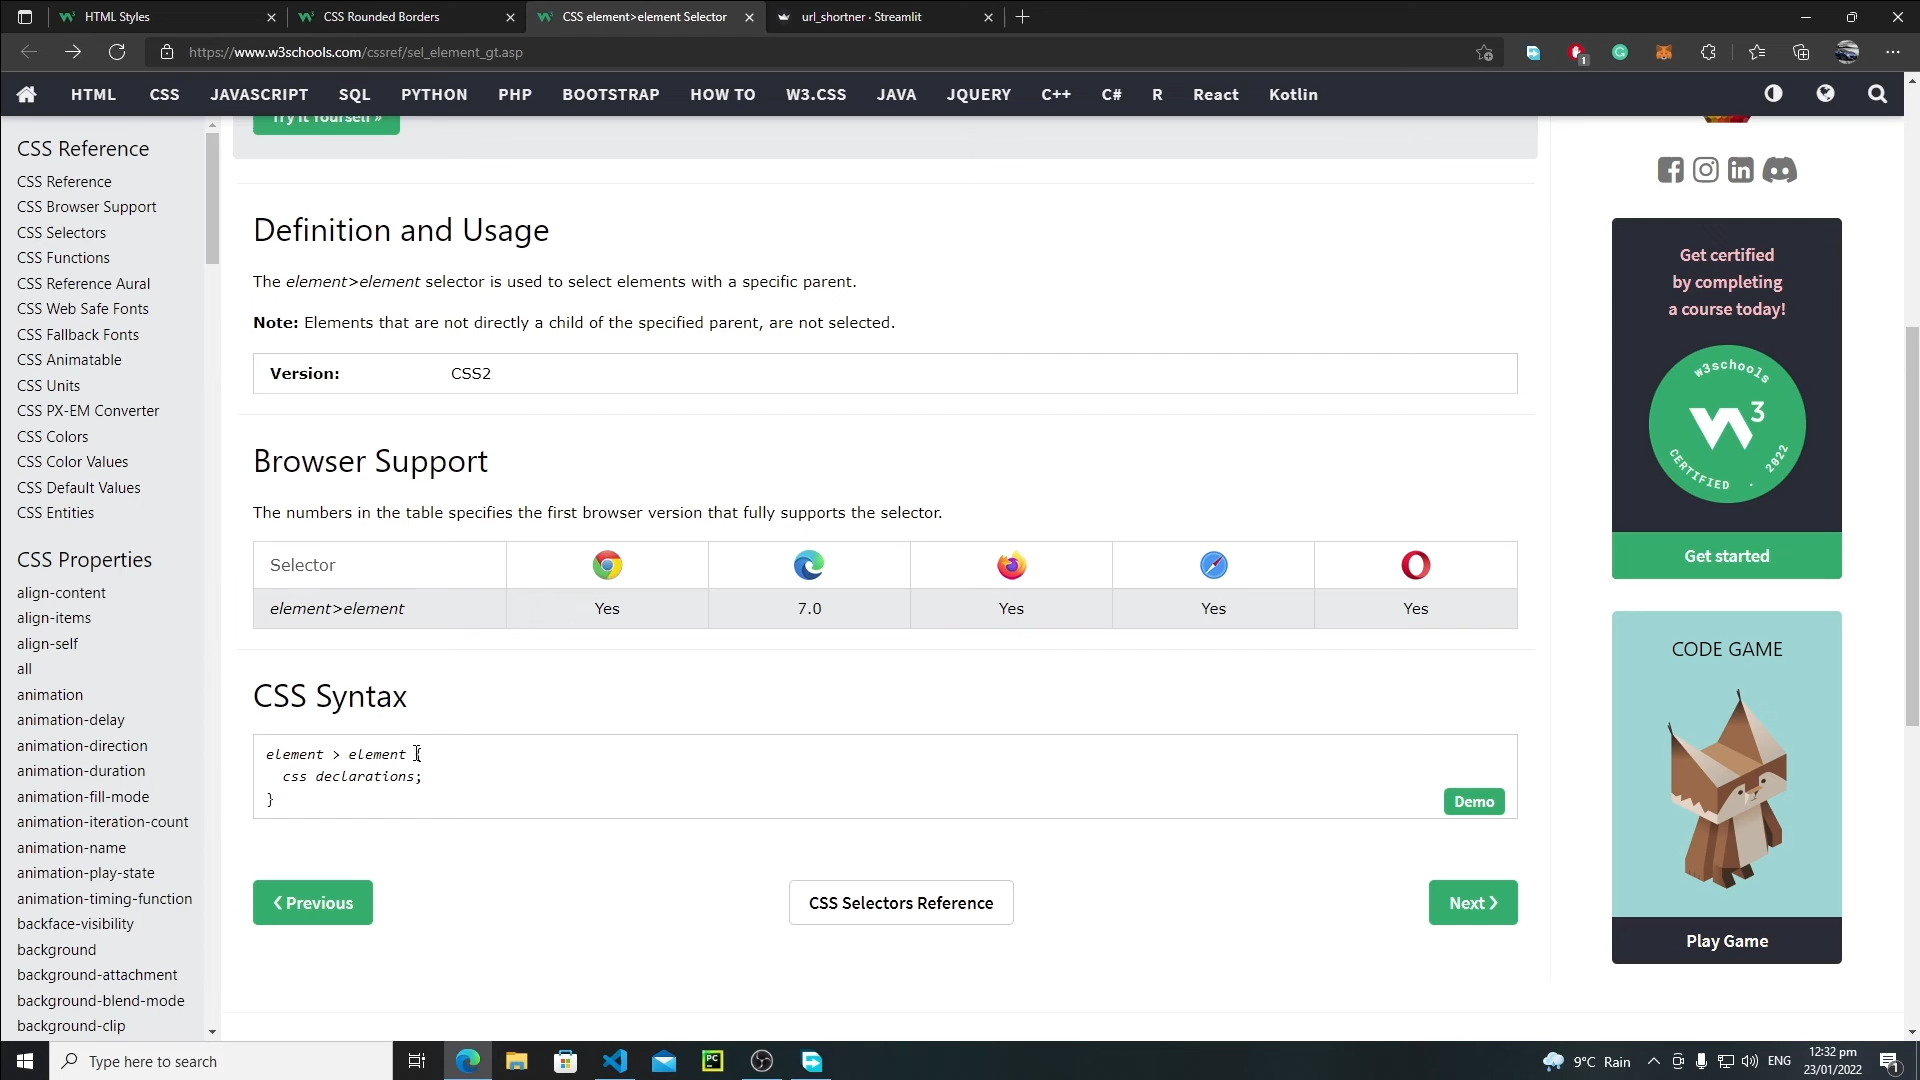 HTML Styles
CSS Rounded Borders
CSS element>element Selector
url_shortner · Streamlit
https://www.w3schools.com/cssref/sel_element_gt.asp
1
HTML CSS JAVASCRIPT SQL PYTHON PHP BOOTSTRAP HOW TO W3.CSS JAVA JQUERY C++ C# R React Kotlin
CSS Reference
CSS Reference
CSS Browser Support
CSS Selectors
CSS Functions
CSS Reference Aural
CSS Web Safe Fonts
CSS Fallback Fonts
CSS Animatable
CSS Units
CSS PX-EM Converter
CSS Colors
CSS Color Values
CSS Default Values
CSS Entities
CSS Properties
align-content
align-items
align-self
all
animation
animation-delay
animation-direction
animation-duration
animation-fill-mode
animation-iteration-count
animation-name
animation-play-state
animation-timing-function
backface-visibility
background
background-attachment
background-blend-mode
background-clip
Try it Yourself »
Definition and Usage
The element>element selector is used to select elements with a specific parent.
Note: Elements that are not directly a child of the specified parent, are not selected.
Version: CSS2
Browser Support
The numbers in the table specifies the first browser version that fully supports the selector.
Selector
element>element Yes 7.0 Yes Yes Yes
CSS Syntax
element > element {
css declarations;
}
Demo
❮ Previous
CSS Selectors Reference
Next ❯
Get certified
by completing
a course today!
w3schools
W3
CERTIFIED . 2022
Get started
CODE GAME
Play Game
Type here to search
PC
9°C Rain
ENG
12:32 pm
23/01/2022
1